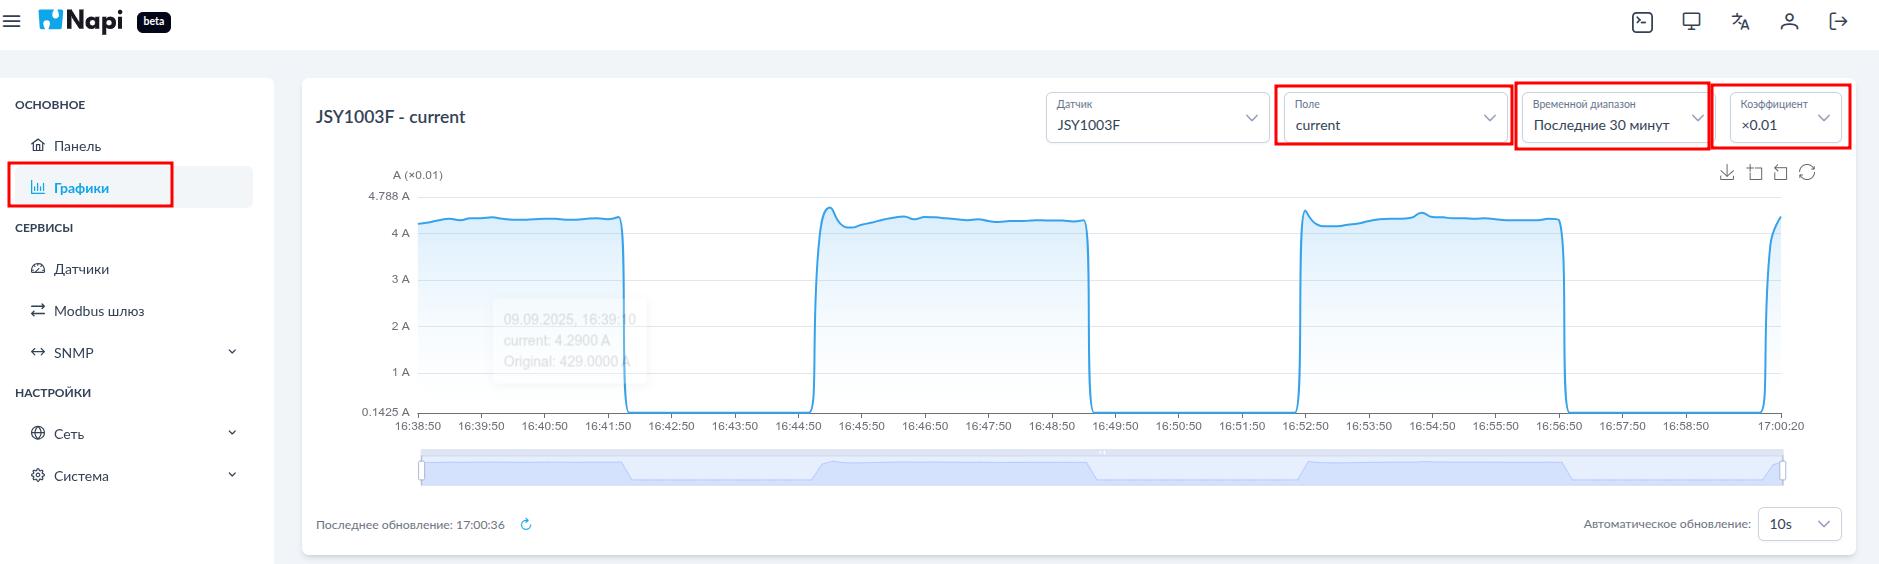 Napi beta
ОСНОВНОЕ
Панель
Графики
СЕРВИСЫ
Датчики
Modbus шлюз
SNMP
НАСТРОЙКИ
Сеть
Система
JSY1003F - current
Датчик
JSY1003F
Поле
current
Временной диапазон
Последние 30 минут
Коэффициент
×0.01
A (×0.01)
4.788 A
4 A
3 A
2 A
1 A
0.1425 A
09.09.2025, 16:39:10
current: 4.2900 A
Original: 429.0000 A
16:38:50 16:39:50 16:40:50 16:41:50 16:42:50 16:43:50 16:44:50 16:45:50 16:46:50 16:47:50 16:48:50 16:49:50 16:50:50 16:51:50 16:52:50 16:53:50 16:54:50 16:55:50 16:56:50 16:57:50 16:58:50 17:00:20
Последнее обновление: 17:00:36
Автоматическое обновление:
10s